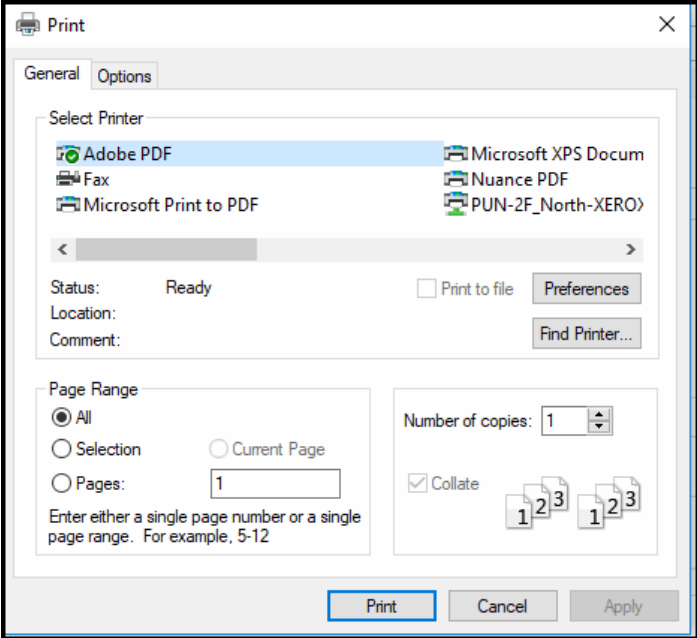 Print
General
Options
Select Printer
Adobe PDF
Microsoft XPS Docum
Fax
Nuance PDF
Microsoft Print to PDF
PUN-2F_North-XEROX
Status:
Ready
Print to file
Preferences
Location:
Comment:
Find Printer...
Page Range
All
Number of copies:
1
Selection
Current Page
Pages:
1
Collate
1 2 3
1 2 3
Enter either a single page number or a single
page range. For example, 5-12
Print
Cancel
Apply